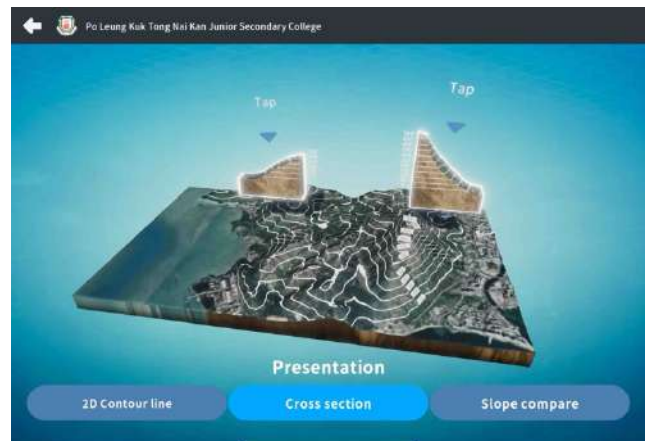 Po Leung Kuk Tong Nai Kan Junior Secondary College
Tap
Tap
Presentation
2D Contour line
Cross section
Slope compare